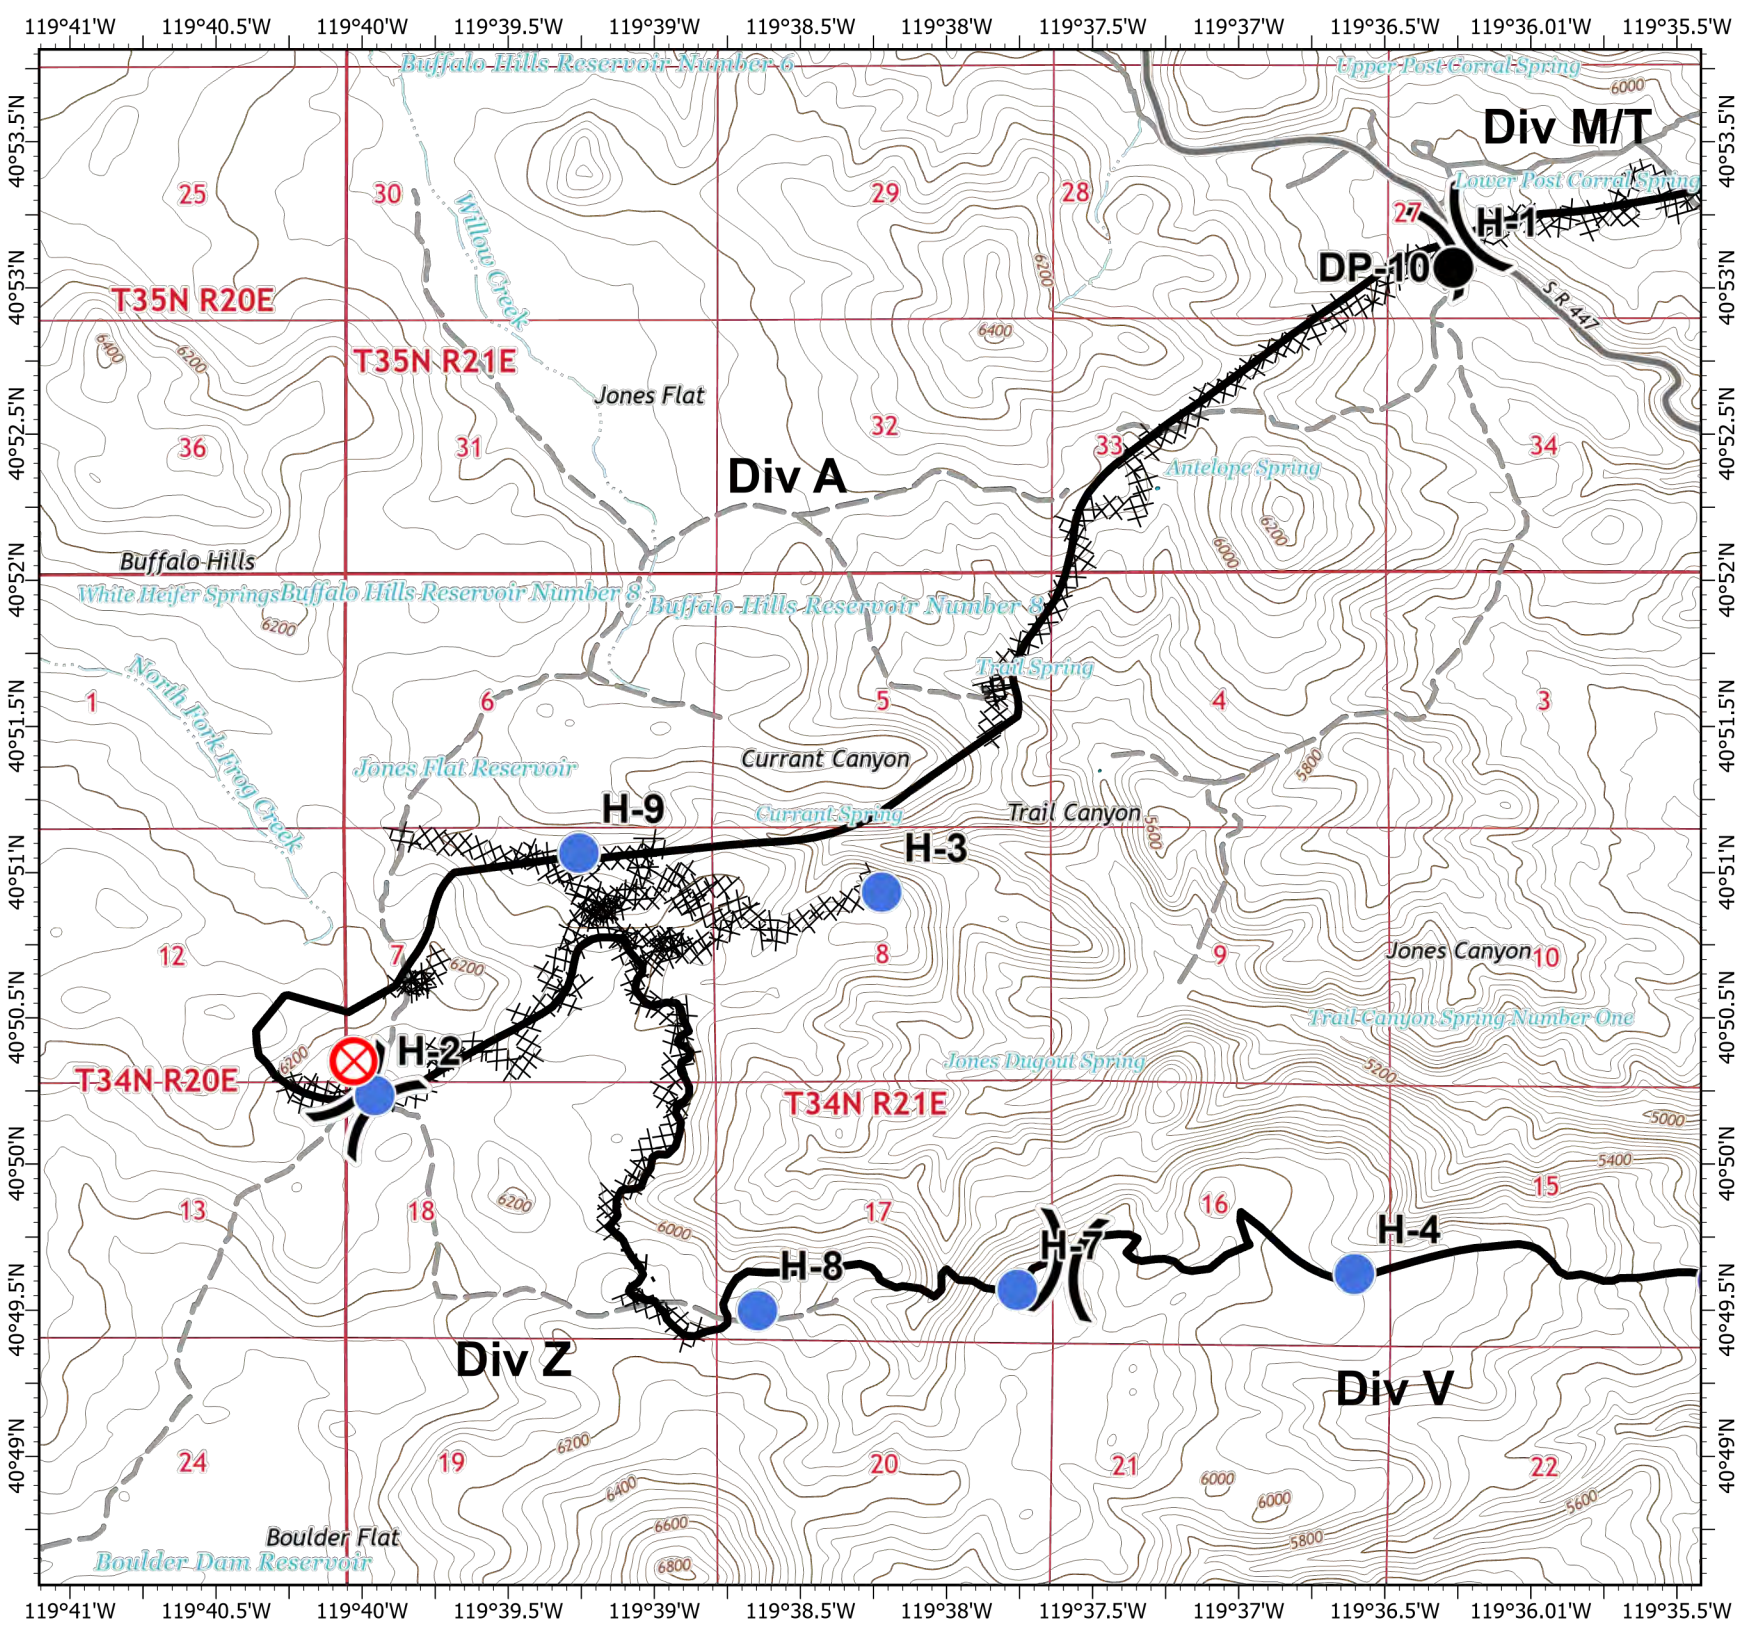 119°41'W 119°40.5'W 119°40'W 119°39.5'W 119°39'W 119°38.5'W 119°38'W 119°37.5'W 119°37'W 119°36.5'W 119°36.01'W 119°35.5'W
Buffalo Hills Reservoir Number 6
Upper Post Corral Spring
6000
40°53.5'N
40°53.5'N
Div M/T
25
30
29
28
Lower Post Corral Spring
27
H-1
Willow Creek
6200
DP-10
40°53'N
40°53'N
T35N R20E
SR 447
6400
6200
6400
T35N R21E
Jones Flat
40°52.5'N
40°52.5'N
36
31
32
33
34
Antelope Spring
Div A
6200
6000
Buffalo Hills
40°52'N
40°52'N
White Heifer Springs
Buffalo Hills Reservoir Number 8
Buffalo Hills Reservoir Number 8
6200
Trail Spring
North Fork Frog Creek
1
6
5
4
3
40°51.5'N
40°51.5'N
Currant Canyon
Jones Flat Reservoir
5800
H-9
Currant Spring
Trail Canyon
5600
H-3
40°51'N
40°51'N
12
7
6200
8
9
Jones Canyon
10
40°50.5'N
40°50.5'N
Trail Canyon Spring Number One
H-2
6200
Jones Dugout Spring
5200
T34N R20E
T34N R21E
5000
40°50'N
40°50'N
5400
13
18
6200
17
16
15
6000
H-4
H-7
H-8
40°49.5'N
40°49.5'N
Div Z
Div V
40°49'N
40°49'N
24
19
6200
20
21
22
6400
6000
6000
5600
6600
Boulder Flat
5800
Boulder Dam Reservoir
6800
119°41'W 119°40.5'W 119°40'W 119°39.5'W 119°39'W 119°38.5'W 119°38'W 119°37.5'W 119°37'W 119°36.5'W 119°36.01'W 119°35.5'W